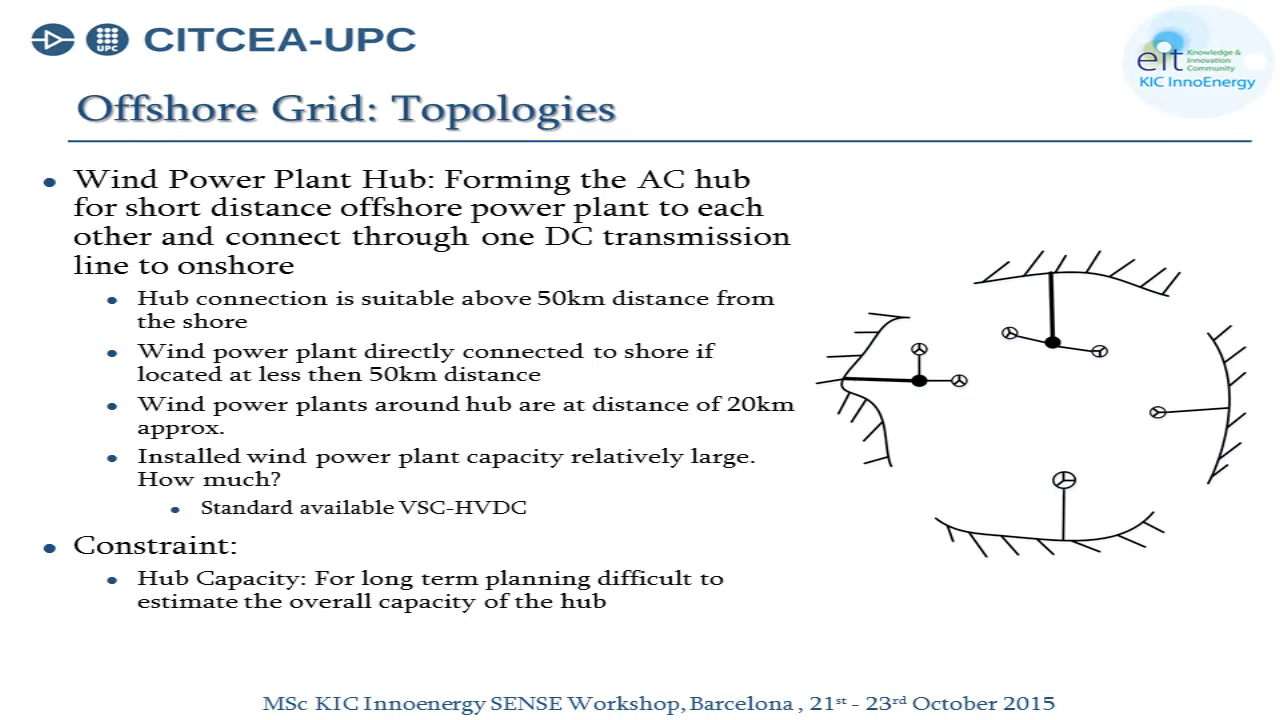 UPC
CITCEA-UPC
eit
Knowledge &
Innovation
Community
KIC InnoEnergy
Offshore Grid: Topologies
Wind Power Plant Hub: Forming the AC hub
for short distance offshore power plant to each
other and connect through one DC transmission
line to onshore
Hub connection is suitable above 50km distance from
the shore
Wind power plant directly connected to shore if
located at less then 50km distance
Wind power plants around hub are at distance of 20km
approx.
Installed wind power plant capacity relatively large.
How much?
Standard available VSC-HVDC
Constraint:
Hub Capacity: For long term planning difficult to
estimate the overall capacity of the hub
MSc KIC Innoenergy SENSE Workshop, Barcelona , 21st - 23rd October 2015